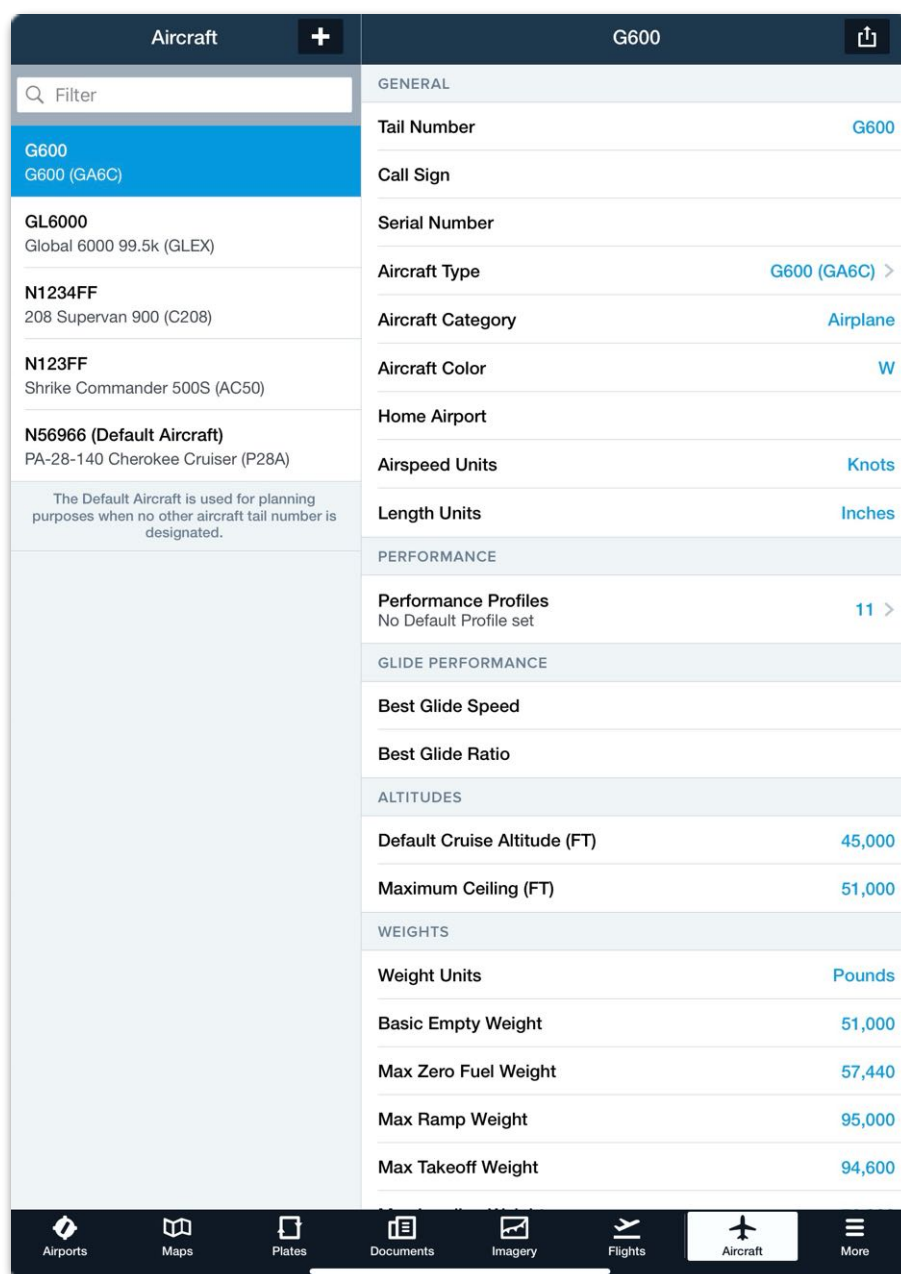 Aircraft
+
Filter
G600
G600 (GA6C)
GL6000
Global 6000 99.5k (GLEX)
N1234FF
208 Supervan 900 (C208)
N123FF
Shrike Commander 500S (AC50)
N56966 (Default Aircraft)
PA-28-140 Cherokee Cruiser (P28A)
The Default Aircraft is used for planning
purposes when no other aircraft tail number is
designated.
G600
GENERAL
Tail Number G600
Call Sign
Serial Number
Aircraft Type G600 (GA6C) >
Aircraft Category Airplane
Aircraft Color W
Home Airport
Airspeed Units Knots
Length Units Inches
PERFORMANCE
Performance Profiles 11 >
No Default Profile set
GLIDE PERFORMANCE
Best Glide Speed
Best Glide Ratio
ALTITUDES
Default Cruise Altitude (FT) 45,000
Maximum Ceiling (FT) 51,000
WEIGHTS
Weight Units Pounds
Basic Empty Weight 51,000
Max Zero Fuel Weight 57,440
Max Ramp Weight 95,000
Max Takeoff Weight 94,600
Airports Maps Plates Documents Imagery Flights Aircraft More